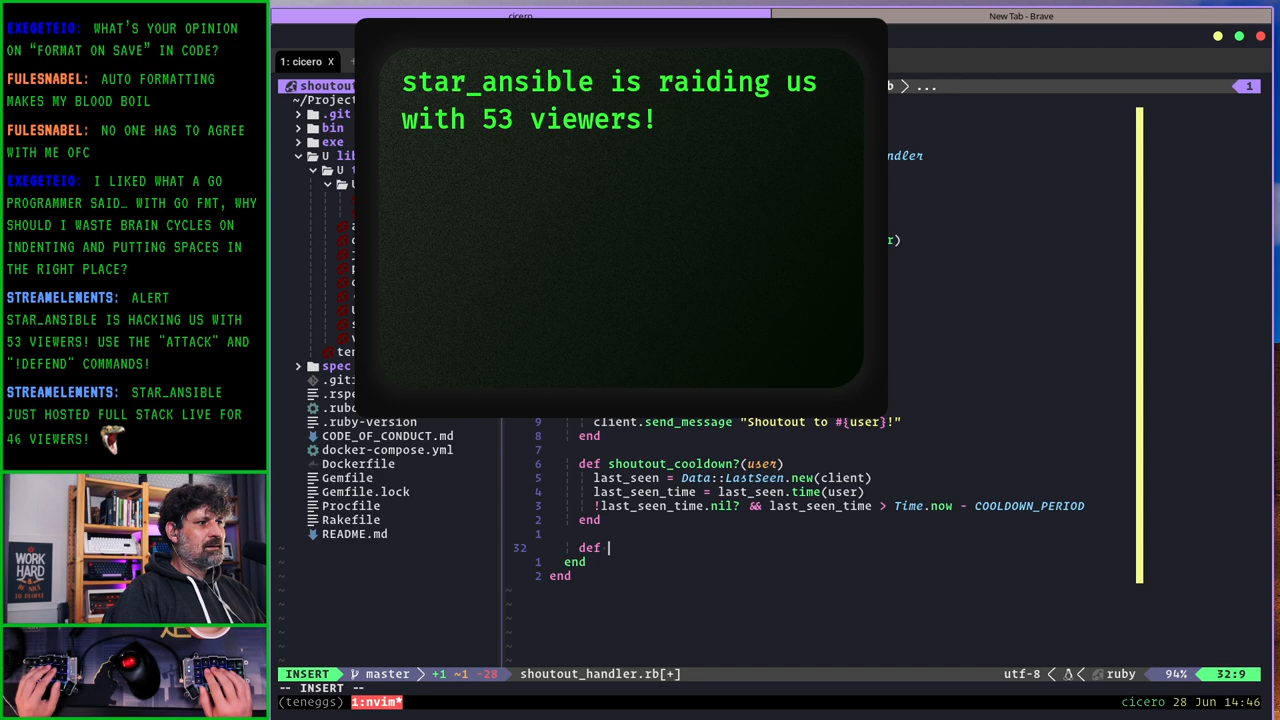 EXEGETEIO: WHAT'S YOUR OPINION
ON "FORMAT ON SAVE" IN CODE?
FULESNABEL: AUTO FORMATTING
MAKES MY BLOOD BOIL
FULESNABEL: NO ONE HAS TO AGREE
WITH ME OFC
EXEGETEIO: I LIKED WHAT A GO
PROGRAMMER SAID… WITH GO FMT, WHY
SHOULD I WASTE BRAIN CYCLES ON
INDENTING AND PUTTING SPACES IN
THE RIGHT PLACE?
STREAMELEMENTS: ALERT
STAR_ANSIBLE IS HACKING US WITH
53 VIEWERS! USE THE "ATTACK" AND
"!DEFEND" COMMANDS!
STREAMELEMENTS: STAR_ANSIBLE
JUST HOSTED FULL STACK LIVE FOR
46 VIEWERS!
WORK
HARD
cicero
New Tab - Brave
1: cicero X
star_ansible is raiding us
with 53 viewers!
shoutou
b > ...
1
~/Project
.git
bin
exe
U lib
U t
U
ndler
r)
ten
spec
.giti
.rspe
.rubo
.ruby-version
CODE_OF_CONDUCT.md
docker-compose.yml
Dockerfile
Gemfile
Gemfile.lock
Procfile
Rakefile
README.md
9 client.send_message "Shoutout to #{user}!"
8 end
7
6 def shoutout_cooldown?(user)
5 last_seen = Data::LastSeen.new(client)
4 last_seen_time = last_seen.time(user)
3 !last_seen_time.nil? && last_seen_time > Time.now - COOLDOWN_PERIOD
2 end
1
32 def
1 end
2 end
INSERT master +1 ~1 -28 shoutout_handler.rb[+] utf-8 ruby 94% 32:9
-- INSERT --
(teneggs) 1:nvim* cicero 28 Jun 14:46